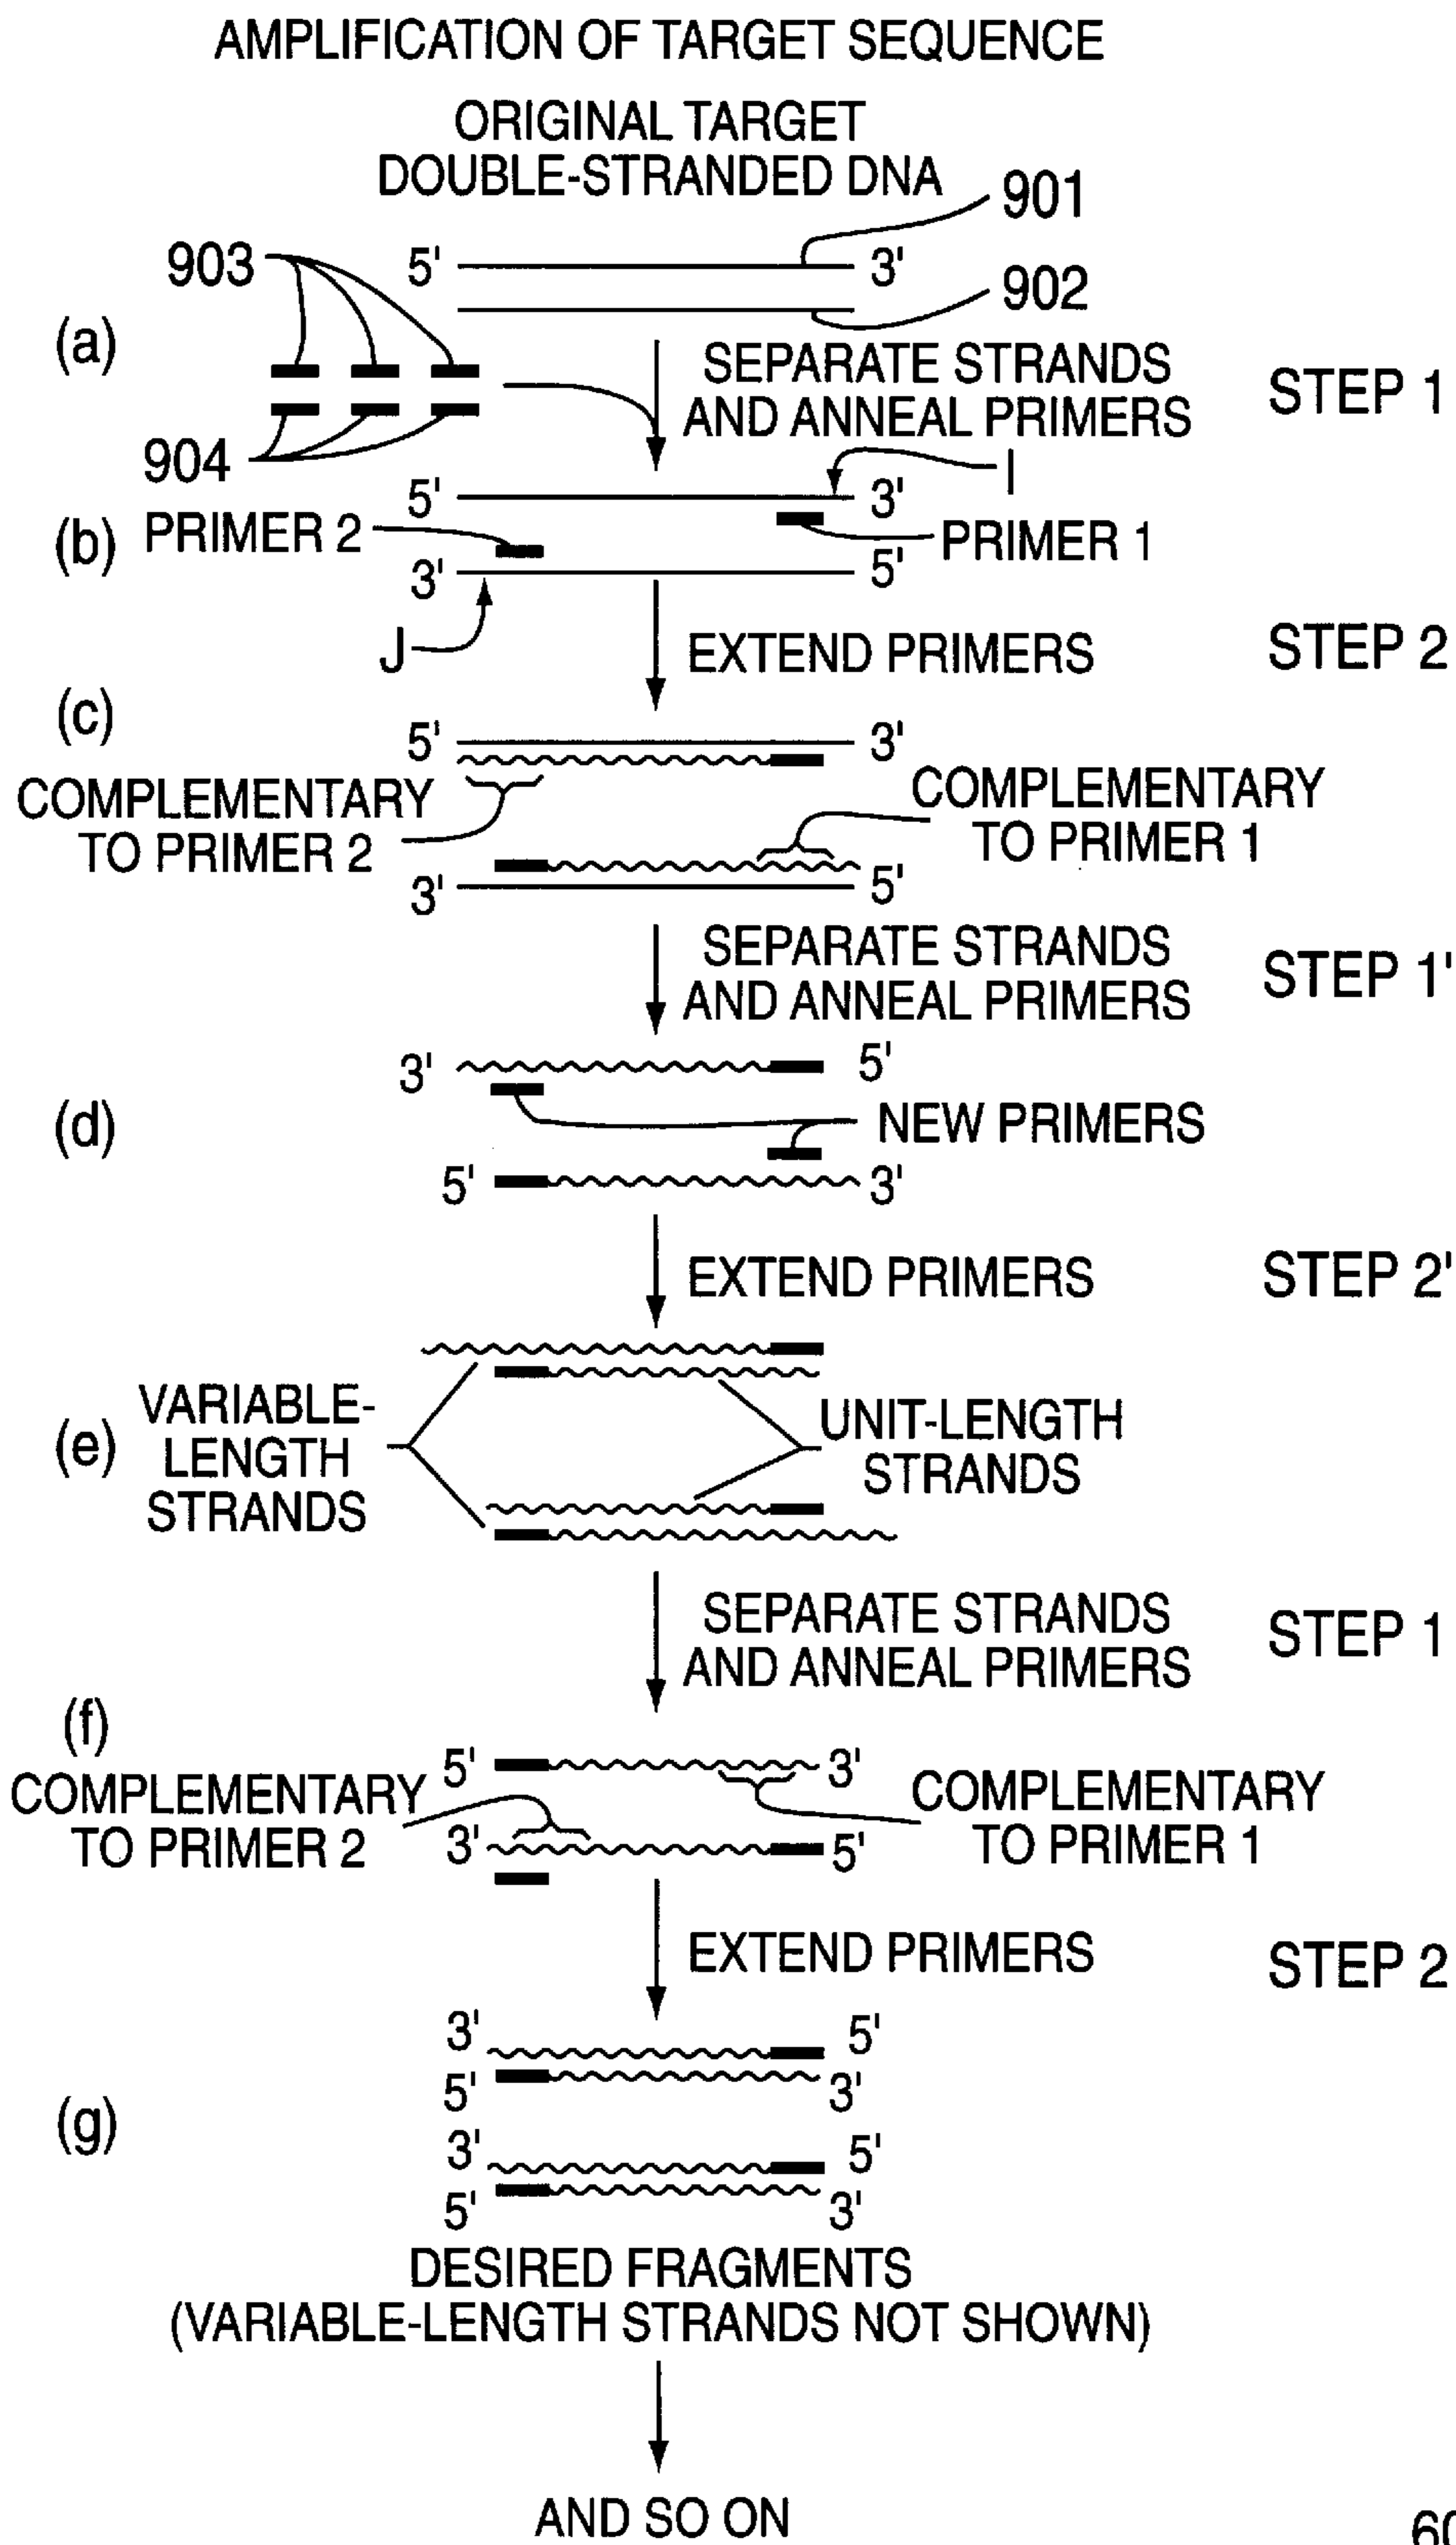 AMPLIFICATION OF TARGET SEQUENCE
ORIGINAL TARGET
DOUBLE-STRANDED DNA
901
903
5' 3'
902
(a)
SEPARATE STRANDS
AND ANNEAL PRIMERS
STEP 1
904
I
5' 3'
(b)
PRIMER 2
PRIMER 1
3' 5'
J
EXTEND PRIMERS
STEP 2
(c)
5' 3'
COMPLEMENTARY
TO PRIMER 2
COMPLEMENTARY
TO PRIMER 1
3' 5'
SEPARATE STRANDS
AND ANNEAL PRIMERS
STEP 1'
3' 5'
(d)
NEW PRIMERS
5' 3'
EXTEND PRIMERS
STEP 2'
(e)
VARIABLE-
LENGTH
STRANDS
UNIT-LENGTH
STRANDS
SEPARATE STRANDS
AND ANNEAL PRIMERS
STEP 1
(f)
5' 3'
COMPLEMENTARY
TO PRIMER 2
COMPLEMENTARY
TO PRIMER 1
3' 5'
EXTEND PRIMERS
STEP 2
3' 5'
5' 3'
(g)
3' 5'
5' 3'
DESIRED FRAGMENTS
(VARIABLE-LENGTH STRANDS NOT SHOWN)
AND SO ON